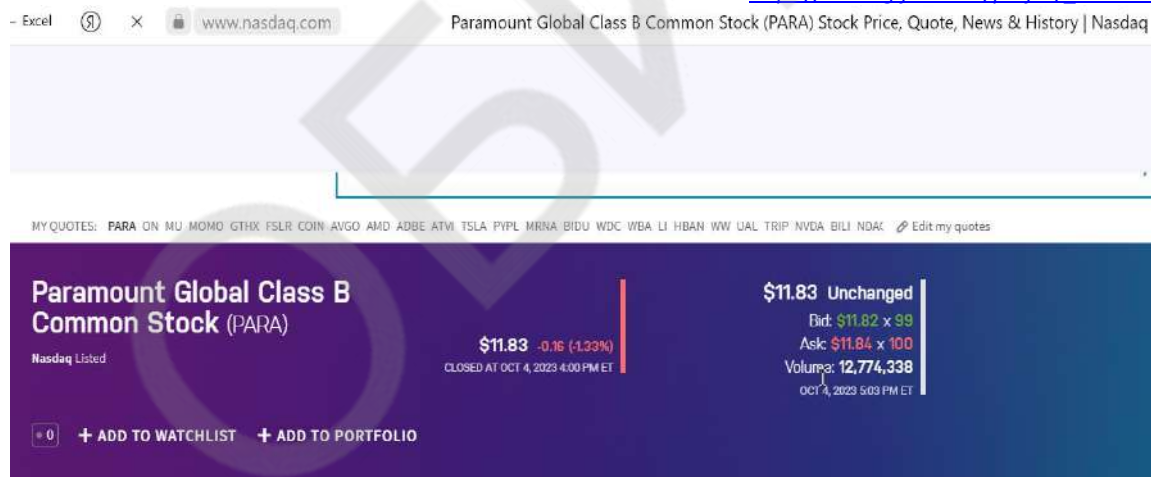 – Excel
www.nasdaq.com Paramount Global Class B Common Stock (PARA) Stock Price, Quote, News & History | Nasdaq
MY QUOTES: PARA ON MU MOMO GTHX FSLR COIN AVGO AMD ADBE ATVI TSLA PYPL MRNA BIDU WDC WBA LI HBAN WW UAL TRIP NVDA BILI Edit my quotes
Paramount Global Class B
Common Stock (PARA)
Nasdaq Listed
$11.83 -0.16 (-1.33%)
CLOSED AT OCT 4, 2023 4:00 PM ET
$11.83 Unchanged
Bid: $11.82 x 99
Ask: $11.84 x 100
Volume: 12,774,338
OCT 4, 2023 5:03 PM ET
0 + ADD TO WATCHLIST + ADD TO PORTFOLIO